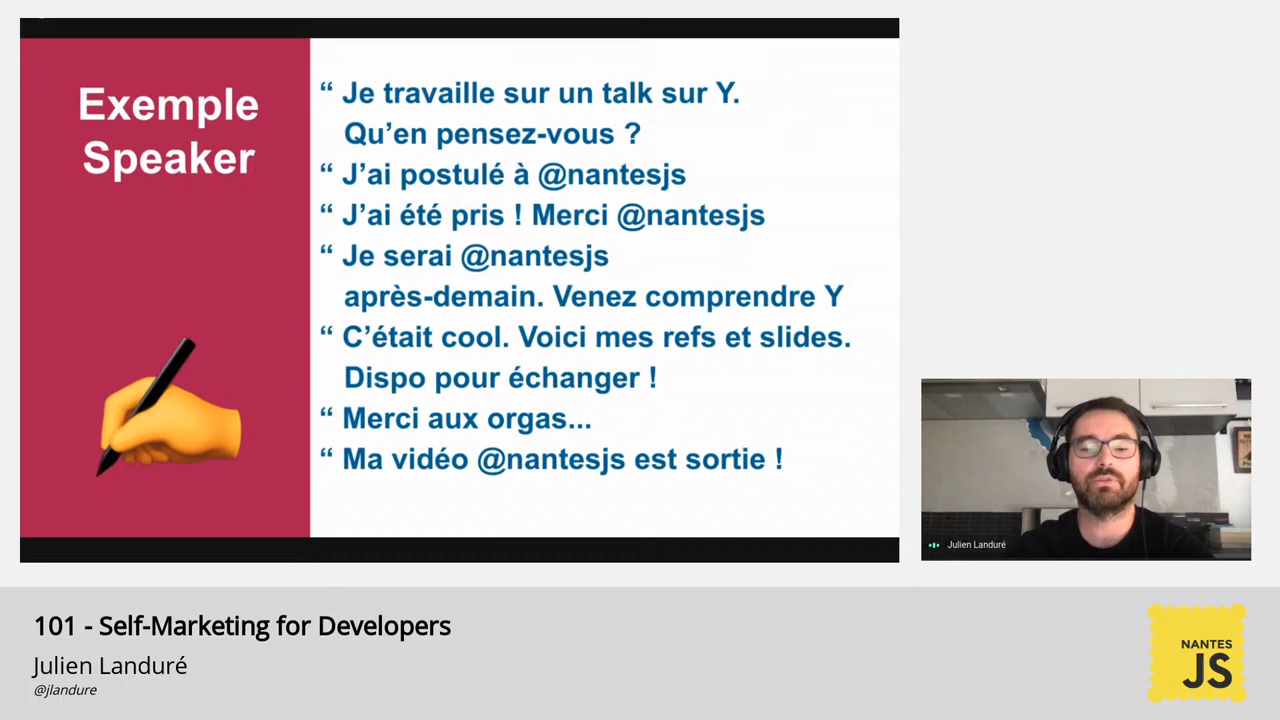 Exemple
Speaker
“ Je travaille sur un talk sur Y.
Qu’en pensez-vous ?
“ J’ai postulé à @nantesjs
“ J’ai été pris ! Merci @nantesjs
“ Je serai @nantesjs
après-demain. Venez comprendre Y
“ C’était cool. Voici mes refs et slides.
Dispo pour échanger !
“ Merci aux orgas...
“ Ma vidéo @nantesjs est sortie !
Julien Landuré
101 - Self-Marketing for Developers
Julien Landuré
@jlandure
NANTES
JS